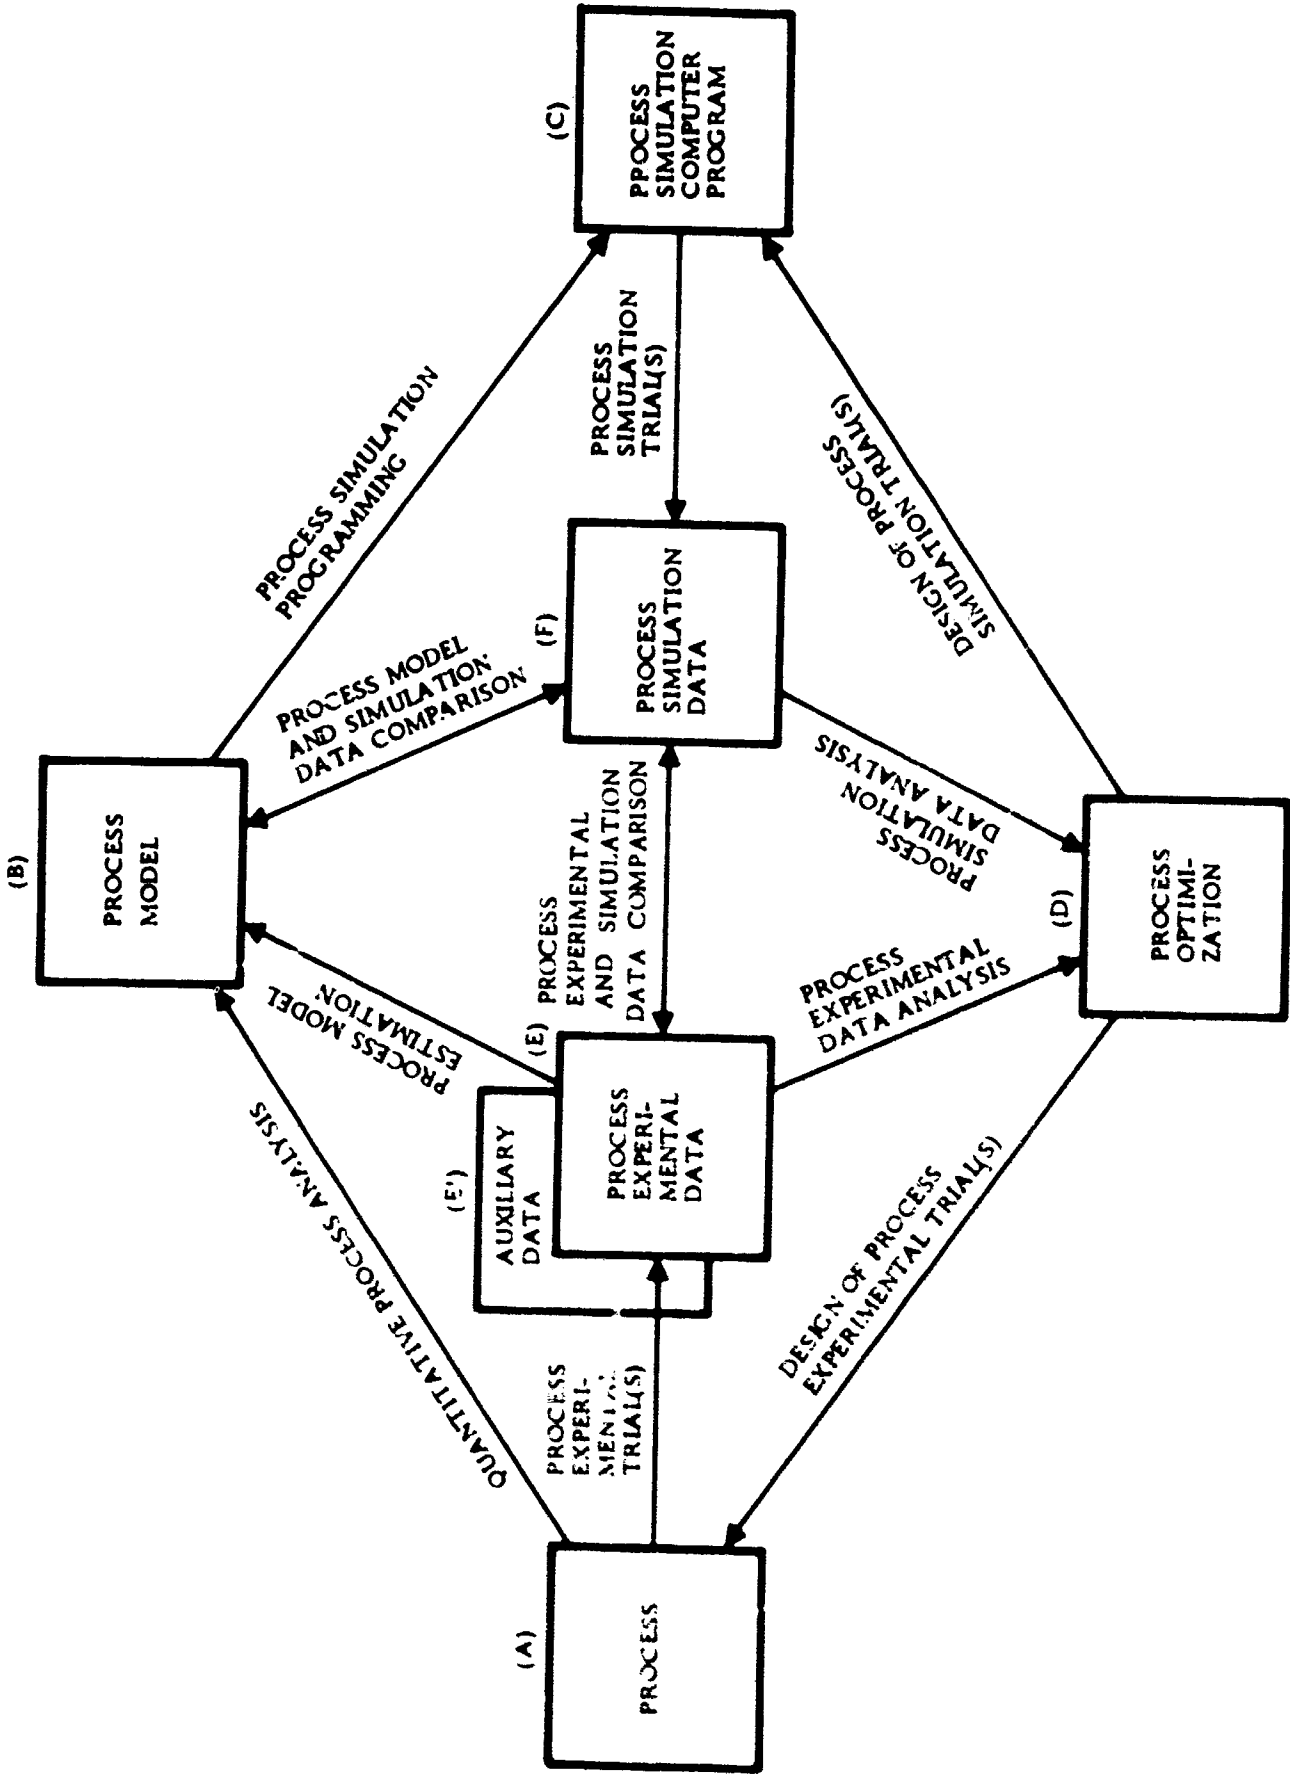 (B)
PROCESS
MODEL
QUANTITATIVE PROCESS ANALYSIS
PROCESS MODEL
ESTIMATION
PROCESS MODEL
AND SIMULATION
DATA COMPARISON
PROCESS SIMULATION
PROGRAMMING
(A)
PROCESS
PROCESS
EXPERI-
MENTAL
TRIAL(S)
(E')
AUXILIARY
DATA
(E)
PROCESS
EXPERI-
MENTAL
DATA
PROCESS
EXPERIMENTAL
AND SIMULATION
DATA COMPARISON
(F)
PROCESS
SIMULATION
DATA
PROCESS
SIMULATION
TRIAL(S)
(C)
PPOCESS
SIMULATION
COMPUTER
PROGRAM
DESIGN OF PROCESS
EXPERIMENTAL TRIAL(S)
PROCESS
EXPERIMENTAL
DATA ANALYSIS
PROCESS
SIMULATION
DATA ANALYSIS
DESIGN OF PROCESS
SIMULATION TRIAL(S)
(D)
PROCESS
OPTIMI-
ZATION